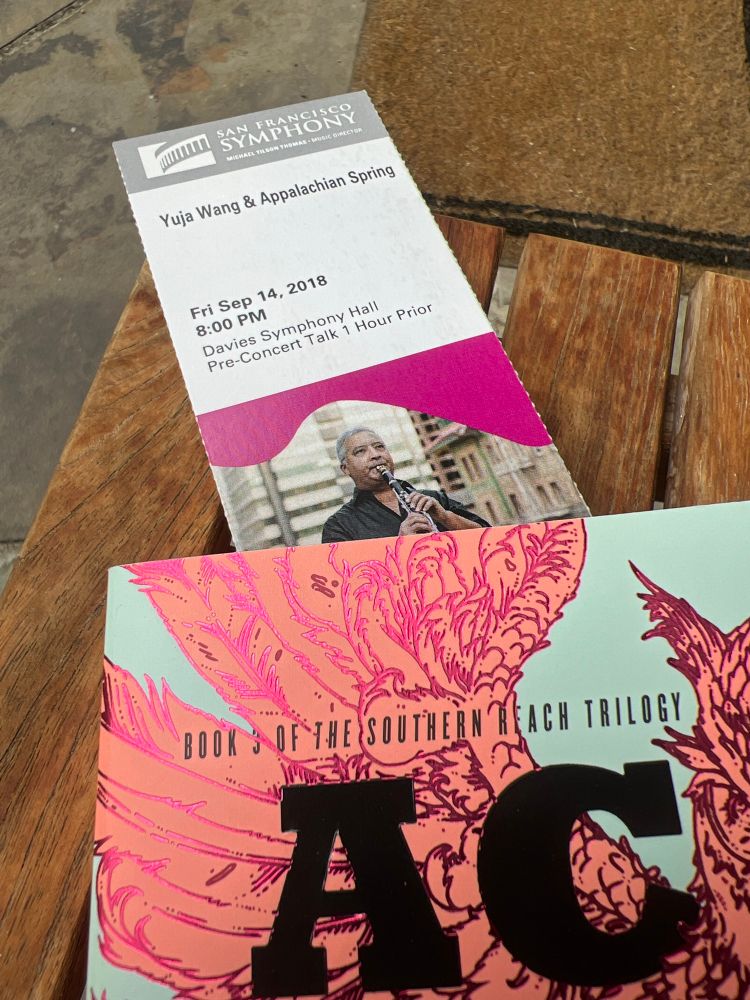 SAN FRANCISCO
SYMPHONY
MICHAEL TILSON THOMAS • MUSIC DIRECTOR
Yuja Wang & Appalachian Spring
Fri Sep 14, 2018
8:00 PM
Davies Symphony Hall
Pre-Concert Talk 1 Hour Prior
BOOK 3 OF THE SOUTHERN REACH TRILOGY
AC